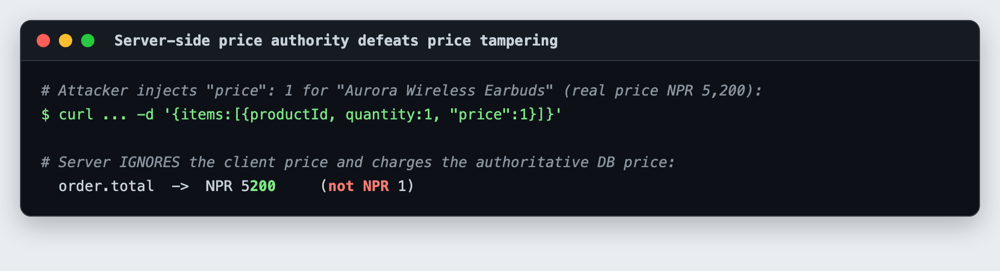 Server-side price authority defeats price tampering
# Attacker injects "price": 1 for "Aurora Wireless Earbuds" (real price NPR 5,200):
$ curl ... -d '{items:[{productId, quantity:1, "price":1}]}'
# Server IGNORES the client price and charges the authoritative DB price:
order.total -> NPR 5200 (not NPR 1)